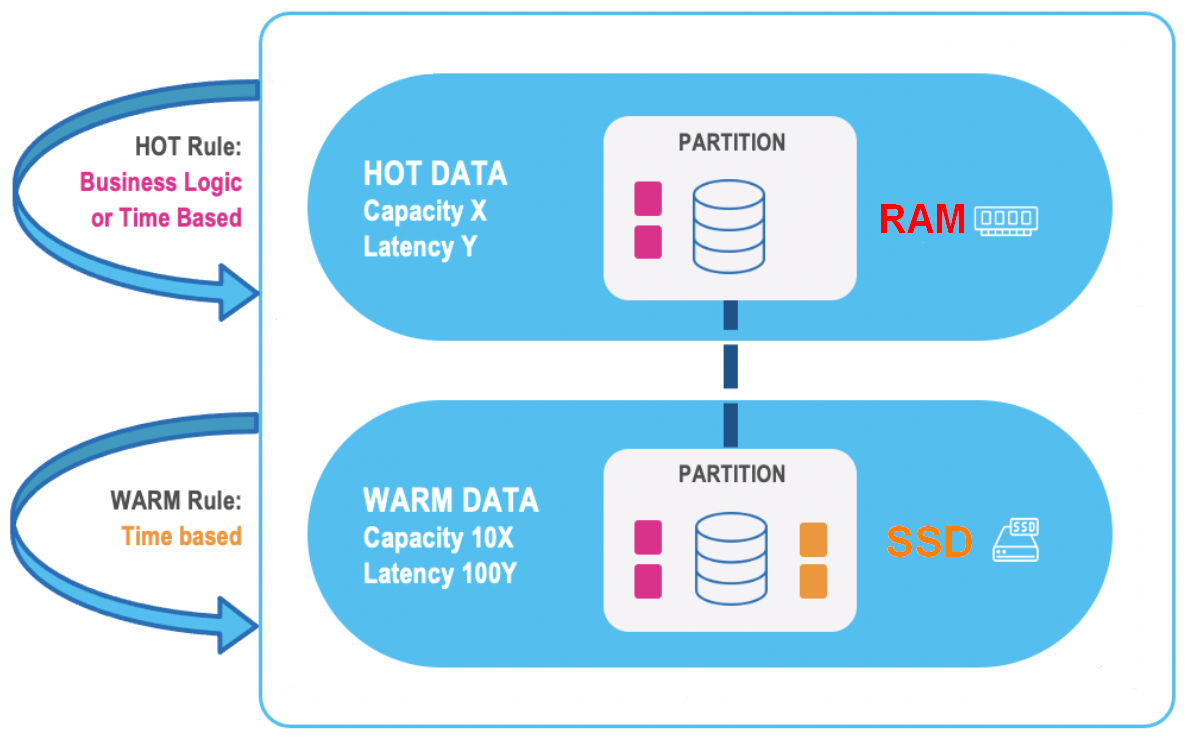 HOT Rule:
Business Logic
or Time Based
HOT DATA
Capacity X
Latency Y
PARTITION
RAM
WARM Rule:
Time based
WARM DATA
Capacity 10X
Latency 100Y
PARTITION
SSD
SSD